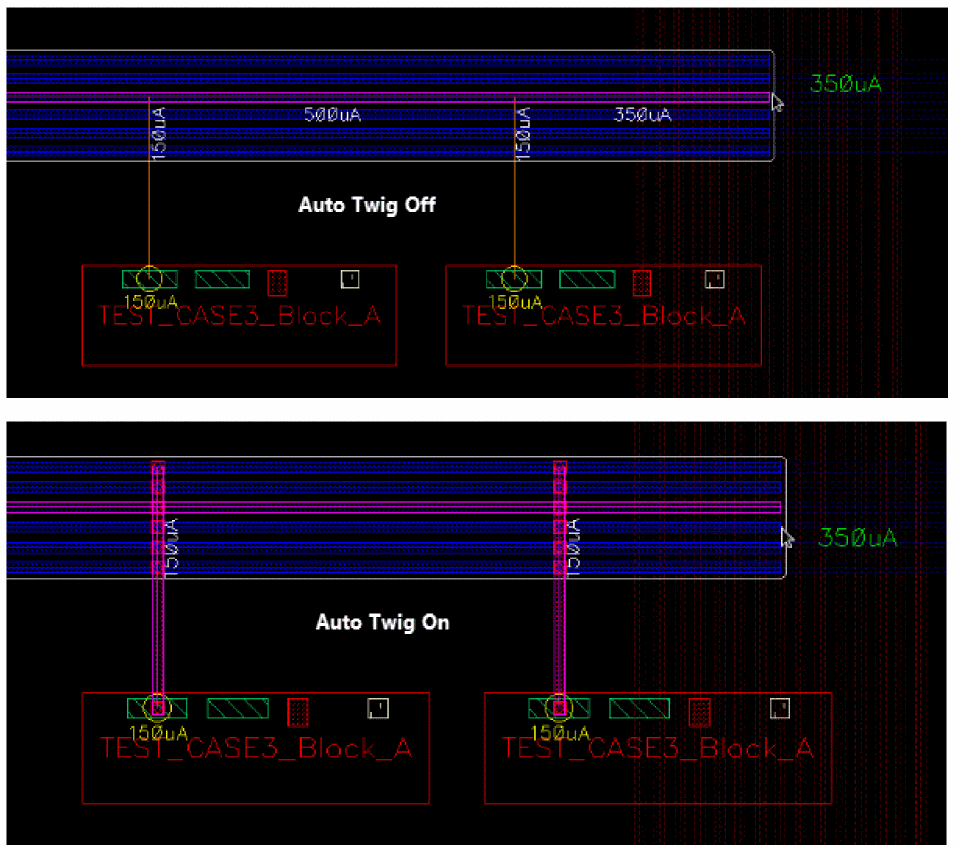 350uA
150uA 500uA 150uA 350uA
Auto Twig Off
150uA 150uA
TEST_CASE3_Block_A TEST_CASE3_Block_A
150uA 150uA 350uA
Auto Twig On
150uA 150uA
TEST_CASE3_Block_A TEST_CASE3_Block_A